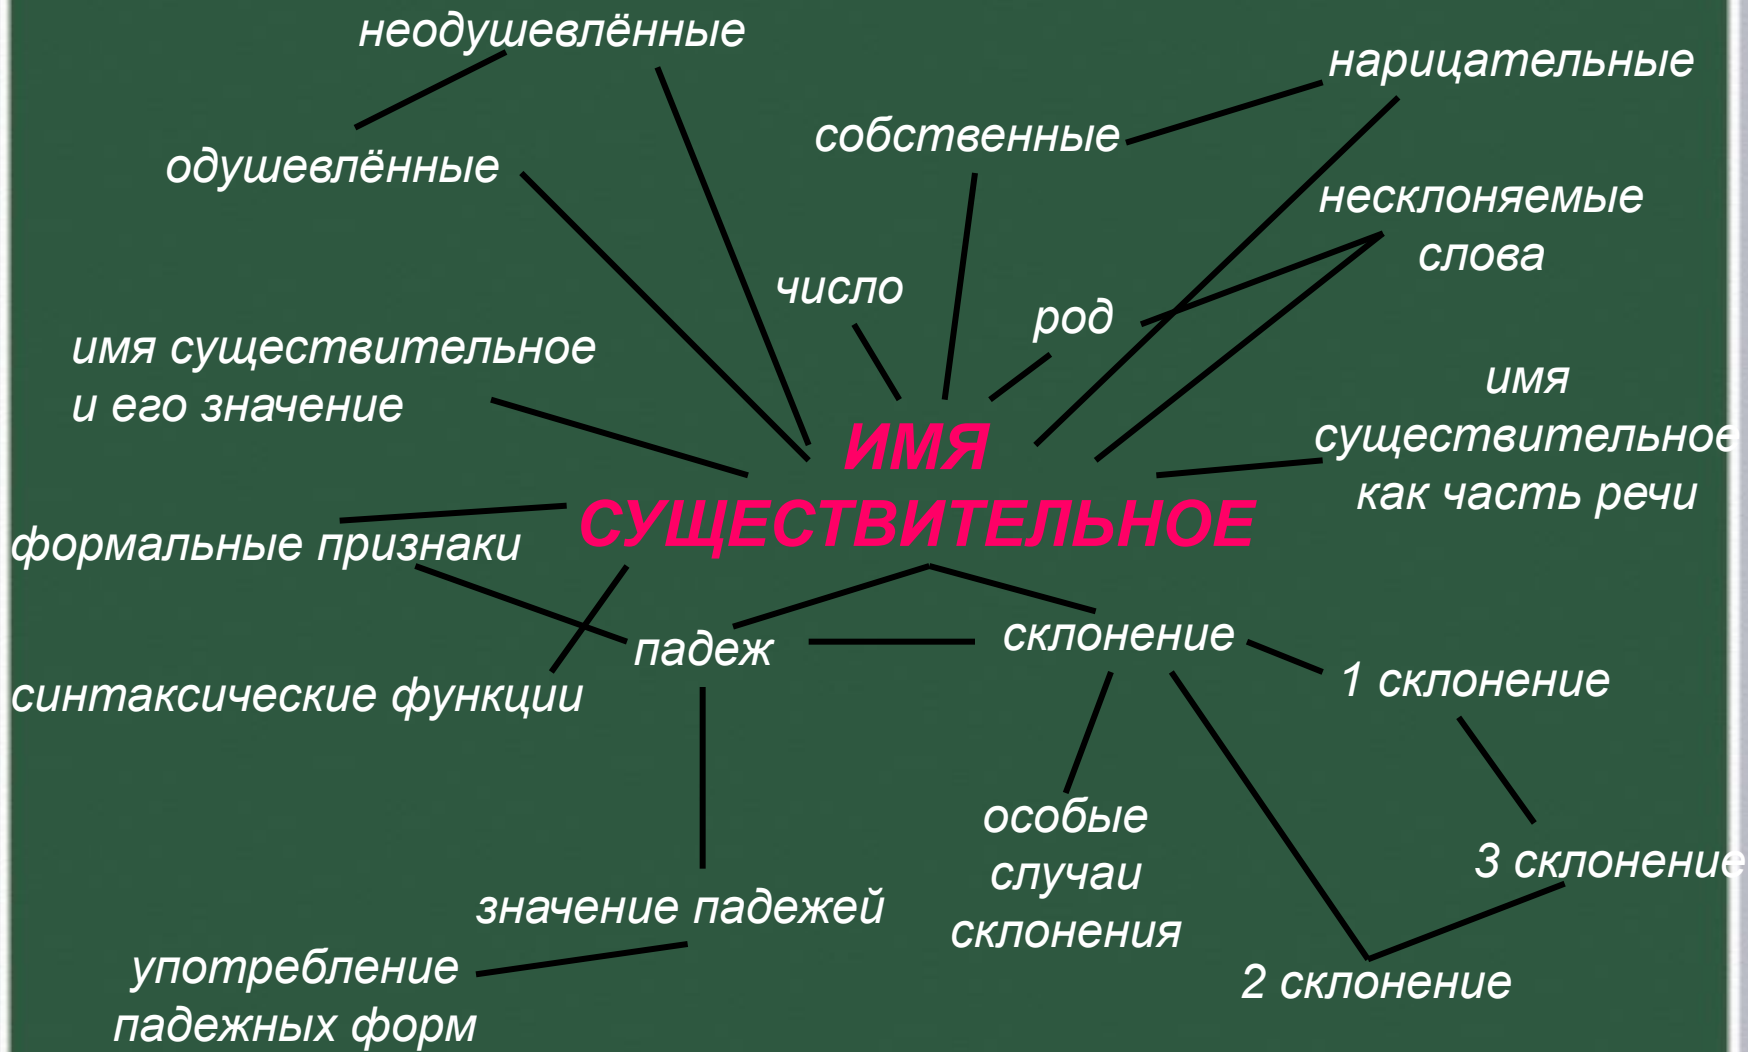 неодушевлённые
нарицательные
собственные
одушевлённые
несклоняемые
слова
число
род
имя существительное
и его значение
имя
существительное
как часть речи
ИМЯ
СУЩЕСТВИТЕЛЬНОЕ
формальные признаки
падеж
склонение
синтаксические функции
1 склонение
особые
случаи
склонения
3 склонение
значение падежей
2 склонение
употребление
падежных форм